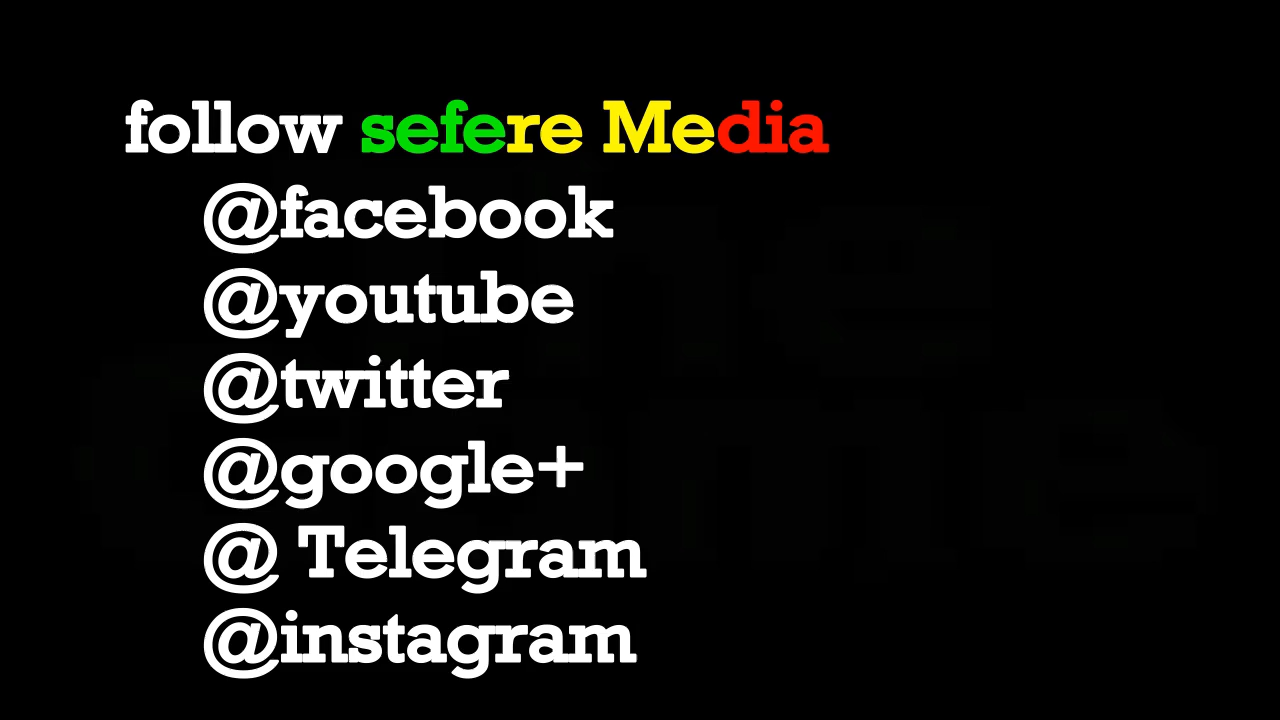 follow sefere Media
@facebook
@youtube
@twitter
@google+
@ Telegram
@instagram